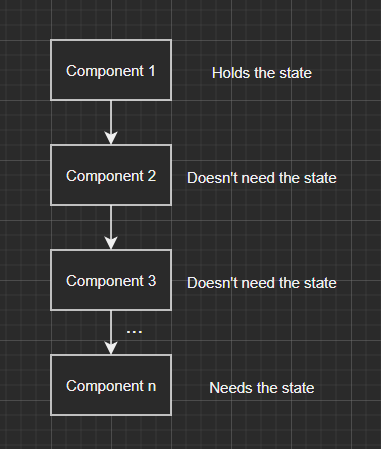 Component 1
Holds the state
Component 2
Doesn't need the state
Component 3
Doesn't need the state
...
Component n
Needs the state